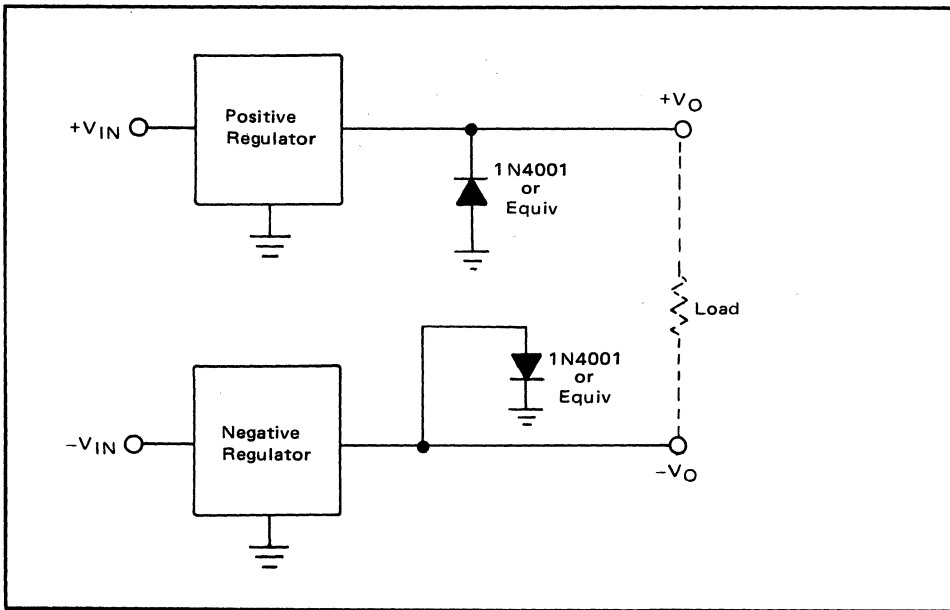 +VIN
Positive
Regulator
+VO
1N4001
or
Equiv
Load
1N4001
or
Equiv
−VIN
Negative
Regulator
−VO